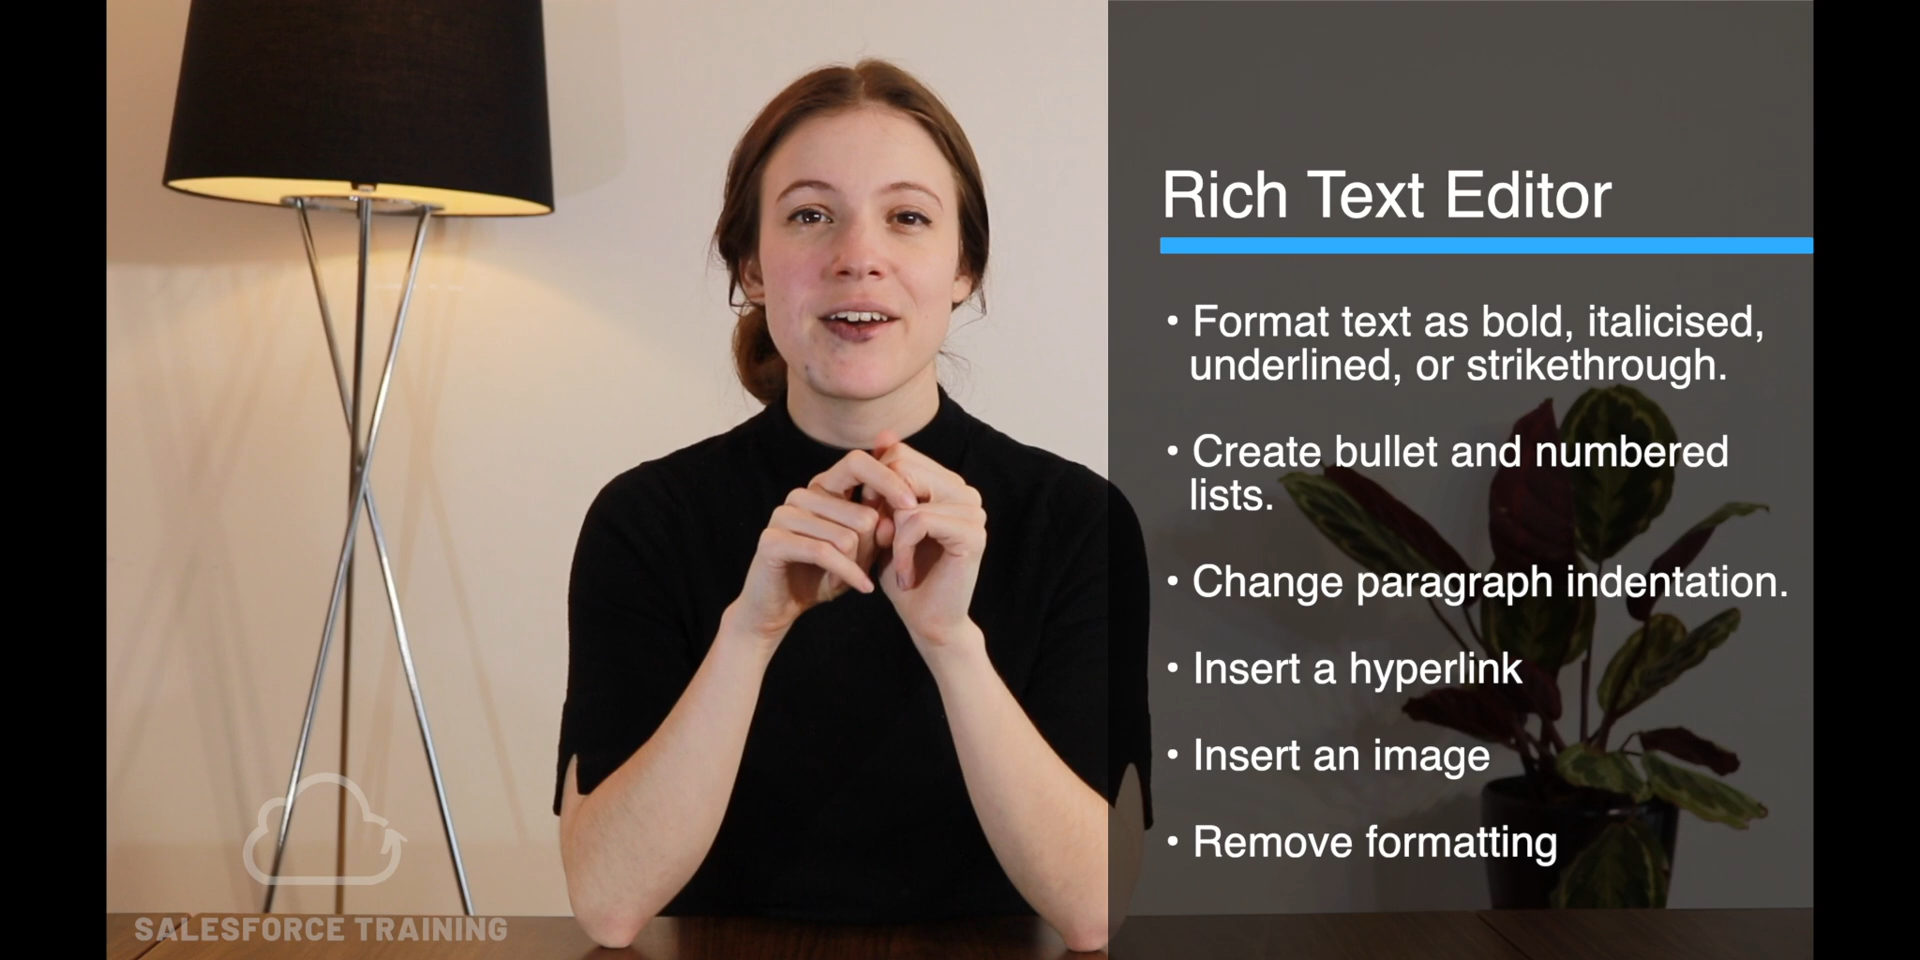 Rich Text Editor
• Format text as bold, italicised,
underlined, or strikethrough.
• Create bullet and numbered
lists.
• Change paragraph indentation.
• Insert a hyperlink
• Insert an image
• Remove formatting
SALESFORCE TRAINING